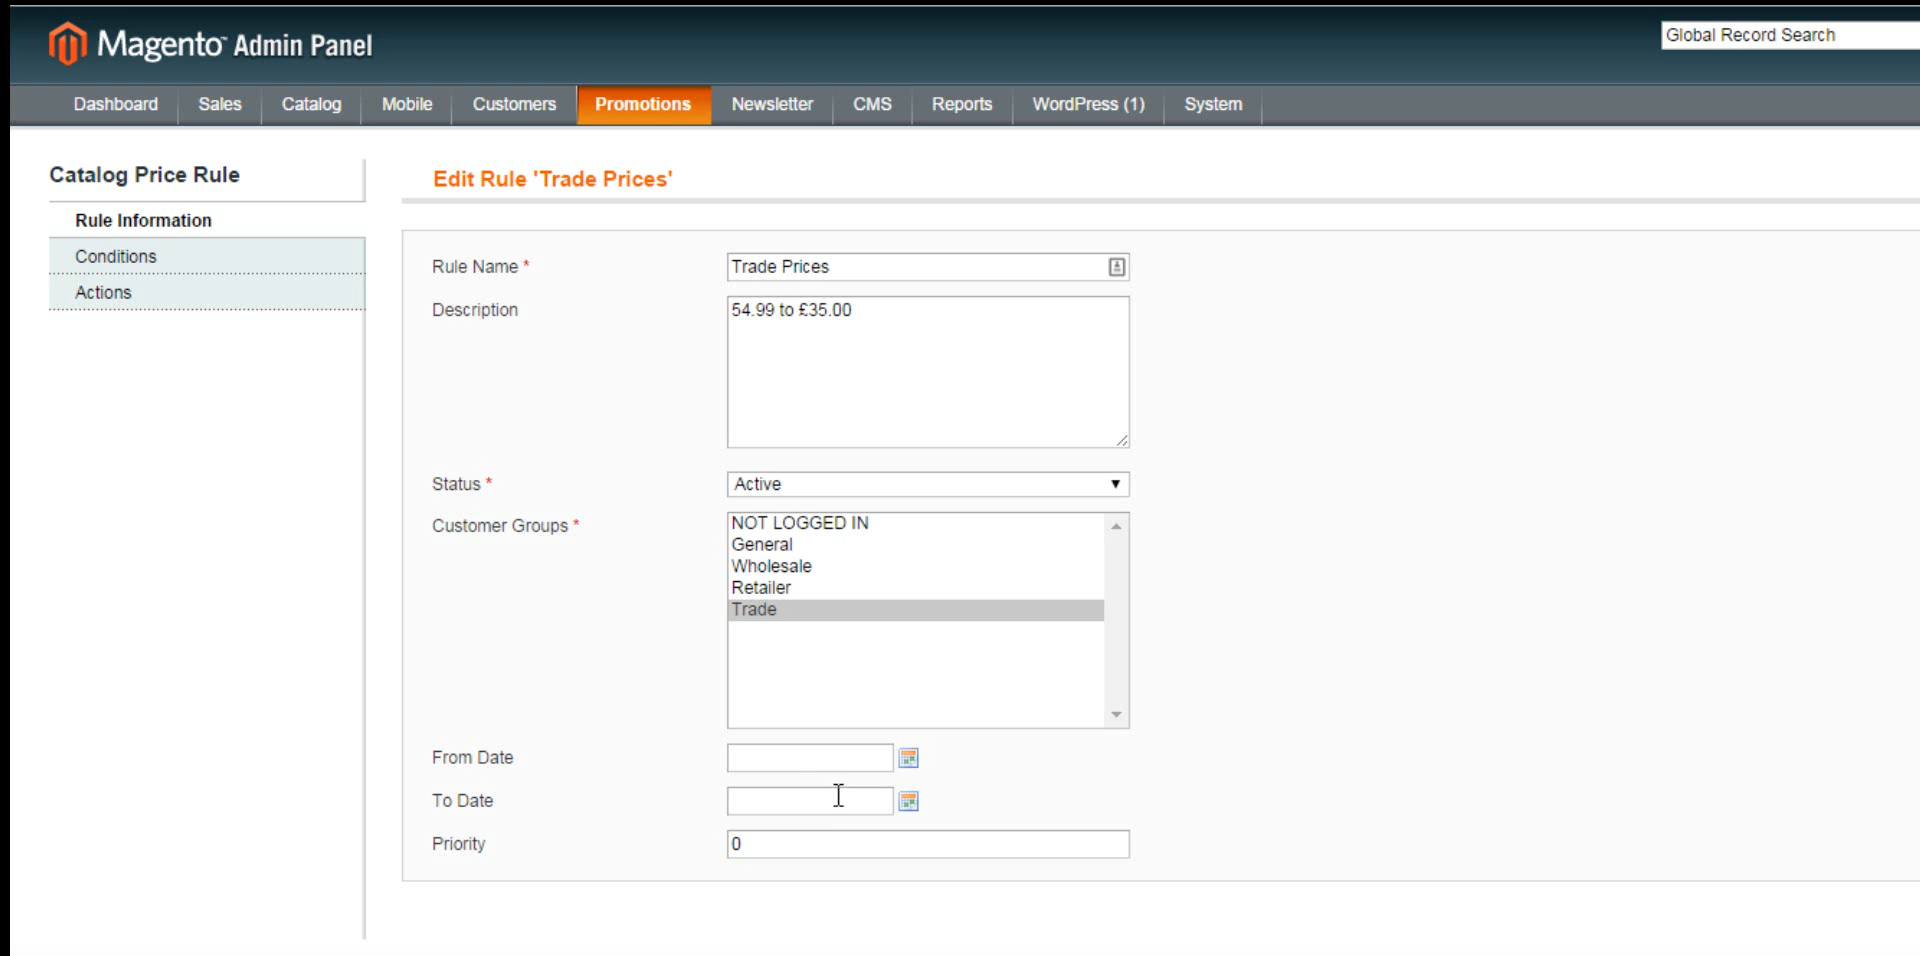 Magento Admin Panel
Global Record Search
Dashboard Sales Catalog Mobile Customers Promotions Newsletter CMS Reports WordPress (1) System
Catalog Price Rule
Rule Information
Conditions
Actions
Edit Rule 'Trade Prices'
Rule Name * Trade Prices
Description 54.99 to £35.00
Status * Active
Customer Groups * NOT LOGGED IN
General
Wholesale
Retailer
Trade
From Date
To Date
Priority 0